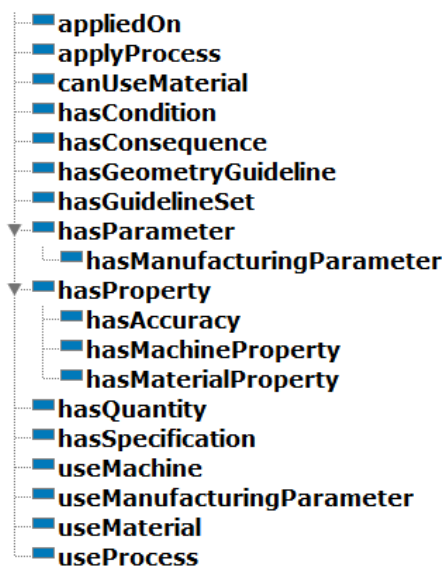 appliedOn
applyProcess
canUseMaterial
hasCondition
hasConsequence
hasGeometryGuideline
hasGuidelineSet
hasParameter
hasManufacturingParameter
hasProperty
hasAccuracy
hasMachineProperty
hasMaterialProperty
hasQuantity
hasSpecification
useMachine
useManufacturingParameter
useMaterial
useProcess